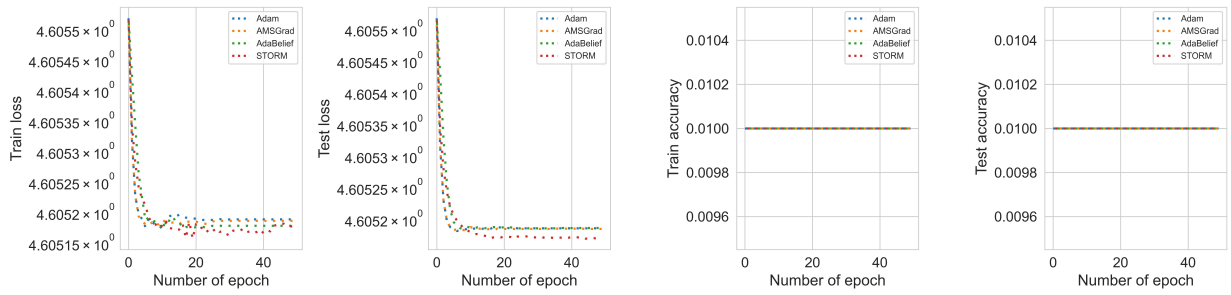 4.6055 × 10⁰
4.60545 × 10⁰
4.6054 × 10⁰
4.60535 × 10⁰
4.6053 × 10⁰
4.60525 × 10⁰
4.6052 × 10⁰
4.60515 × 10⁰
Train loss
Adam
AMSGrad
AdaBelief
STORM
0 20 40
Number of epoch
4.6055 × 10⁰
4.60545 × 10⁰
4.6054 × 10⁰
4.60535 × 10⁰
4.6053 × 10⁰
4.60525 × 10⁰
4.6052 × 10⁰
Test loss
Adam
AMSGrad
AdaBelief
STORM
0 20 40
Number of epoch
0.0104
0.0102
0.0100
0.0098
0.0096
Train accuracy
Adam
AMSGrad
AdaBelief
STORM
0 20 40
Number of epoch
0.0104
0.0102
0.0100
0.0098
0.0096
Test accuracy
Adam
AMSGrad
AdaBelief
STORM
0 20 40
Number of epoch